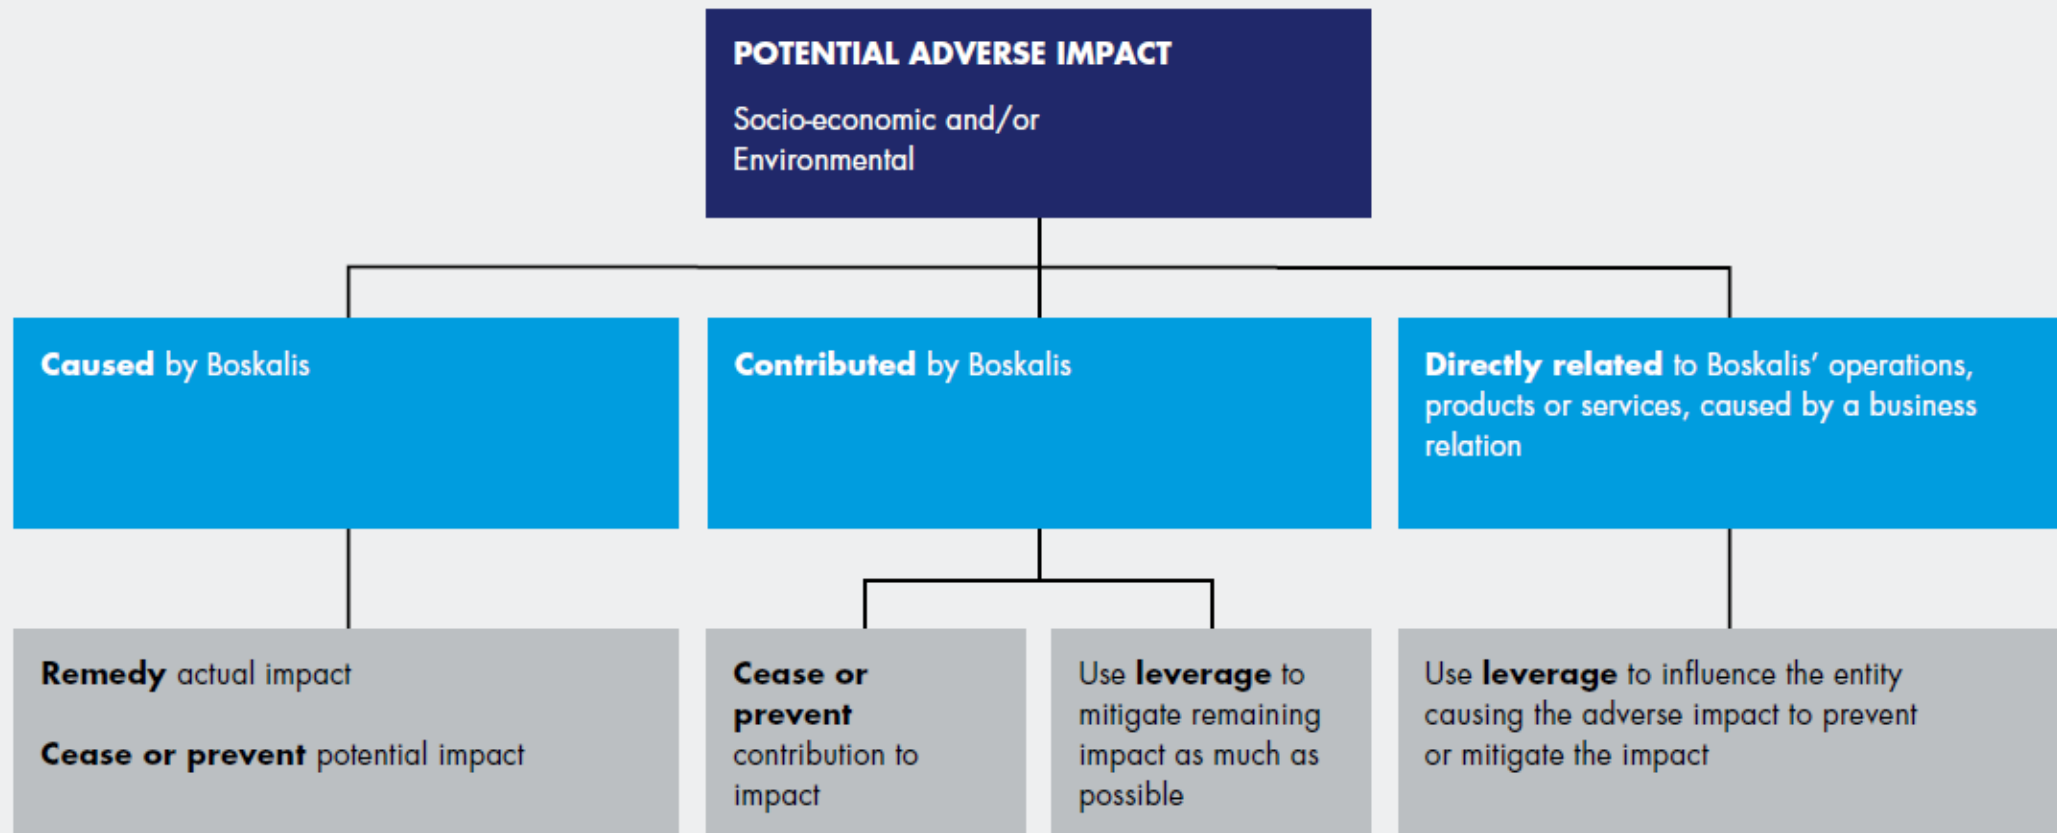 POTENTIAL ADVERSE IMPACT
Socio-economic and/or
Environmental
Caused by Boskalis
Contributed by Boskalis
Directly related to Boskalis’ operations,
products or services, caused by a business
relation
Remedy actual impact
Cease or prevent potential impact
Cease or
prevent
contribution to
impact
Use leverage to
mitigate remaining
impact as much as
possible
Use leverage to influence the entity
causing the adverse impact to prevent
or mitigate the impact